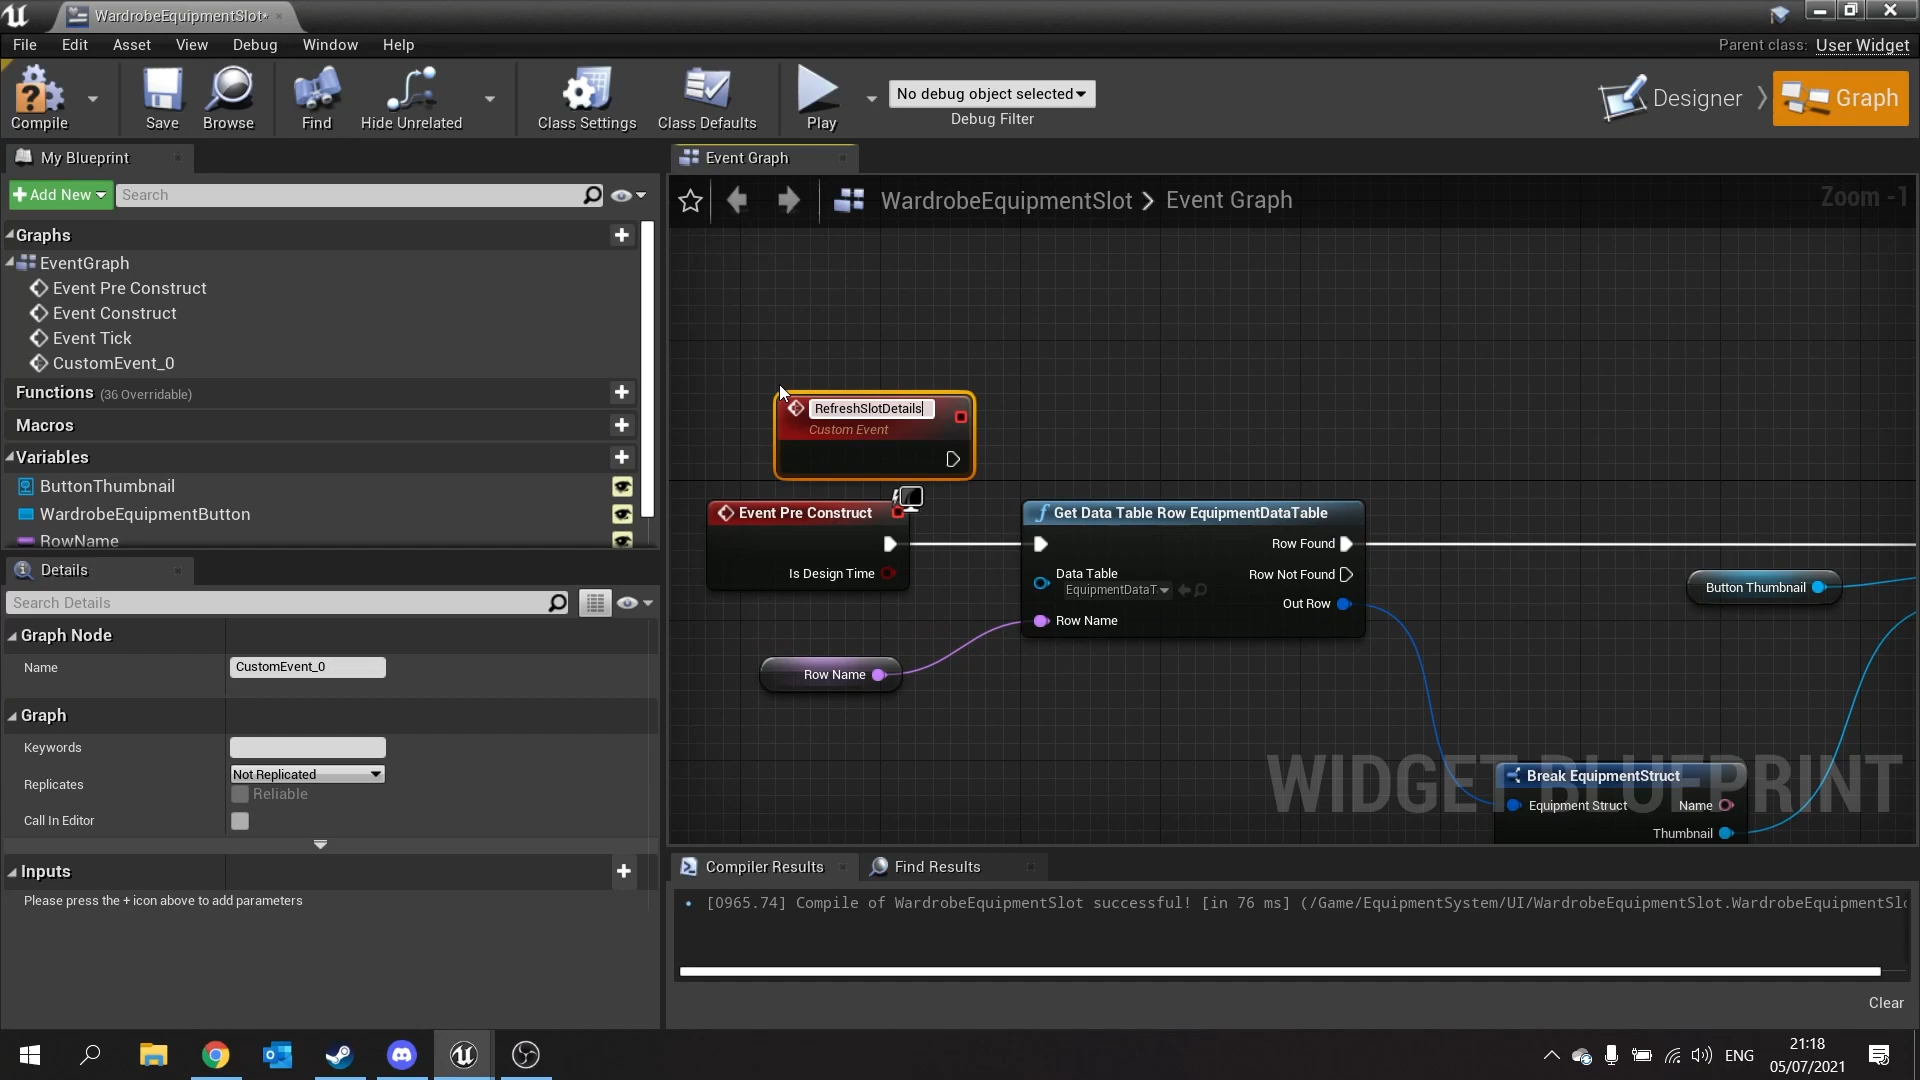 WardrobeEquipmentSlot*
File Edit Asset View Debug Window Help
Parent class: User Widget
Compile Save Browse Find Hide Unrelated Class Settings Class Defaults Play
No debug object selected
Debug Filter
Designer Graph
My Blueprint
Event Graph
Add New Search
WardrobeEquipmentSlot > Event Graph
Zoom -1
Graphs
EventGraph
Event Pre Construct
Event Construct
Event Tick
CustomEvent_0
Functions (36 Overridable)
Macros
Variables
ButtonThumbnail
WardrobeEquipmentButton
RowName
RefreshSlotDetails
Custom Event
Event Pre Construct
Is Design Time
Get Data Table Row EquipmentDataTable
Row Found
Data Table
EquipmentDataT
Row Not Found
Out Row
Row Name
Row Name
Button Thumbnail
WIDGET BLUEPRINT
Break EquipmentStruct
Equipment Struct Name
Thumbnail
Details
Search Details
Graph Node
Name CustomEvent_0
Graph
Keywords
Replicates Not Replicated
Reliable
Call In Editor
Inputs
Please press the + icon above to add parameters
Compiler Results Find Results
[0965.74] Compile of WardrobeEquipmentSlot successful! [in 76 ms] (/Game/EquipmentSystem/UI/WardrobeEquipmentSlot.WardrobeEquipmentSl
Clear
ENG
21:18
05/07/2021